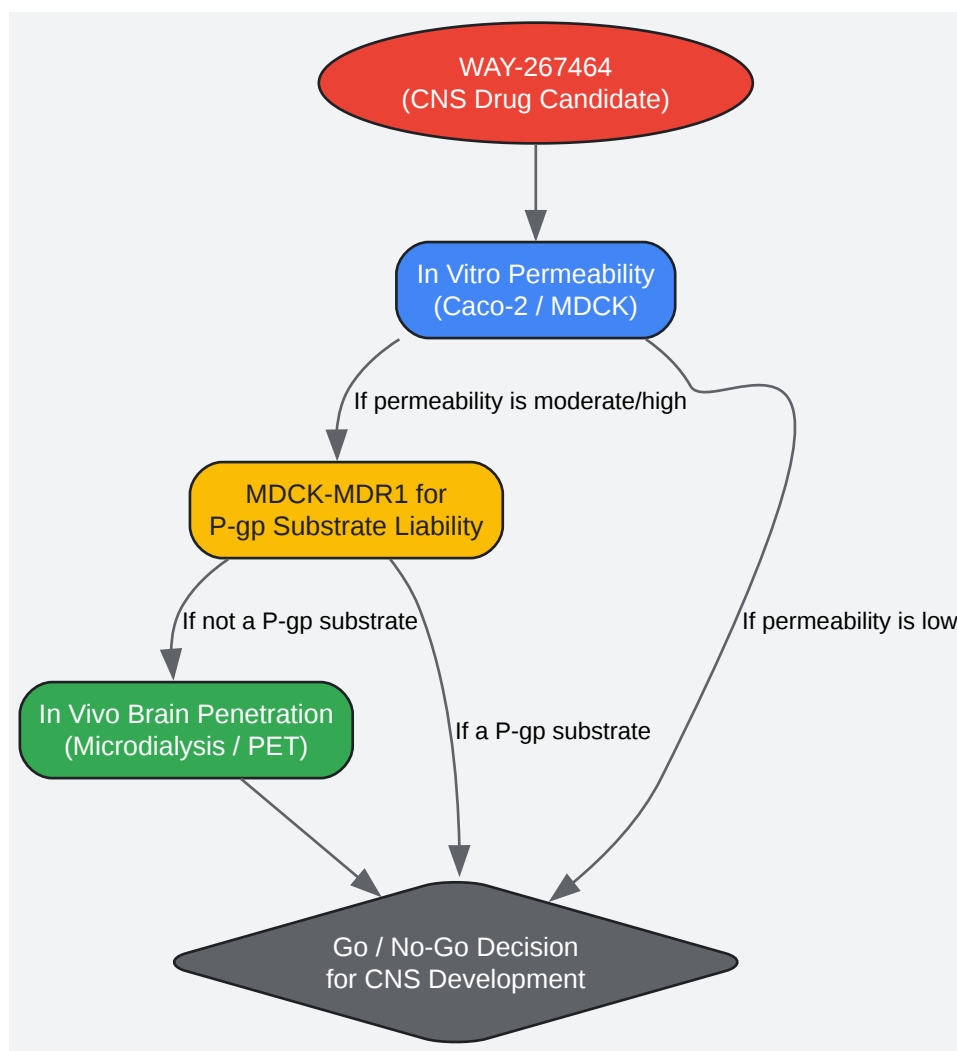 WAY-267464
(CNS Drug Candidate)
In Vitro Permeability
(Caco-2 / MDCK)
If permeability is moderate/high
MDCK-MDR1 for
P-gp Substrate Liability
If not a P-gp substrate
If permeability is low
In Vivo Brain Penetration
(Microdialysis / PET)
If a P-gp substrate
Go / No-Go Decision
for CNS Development